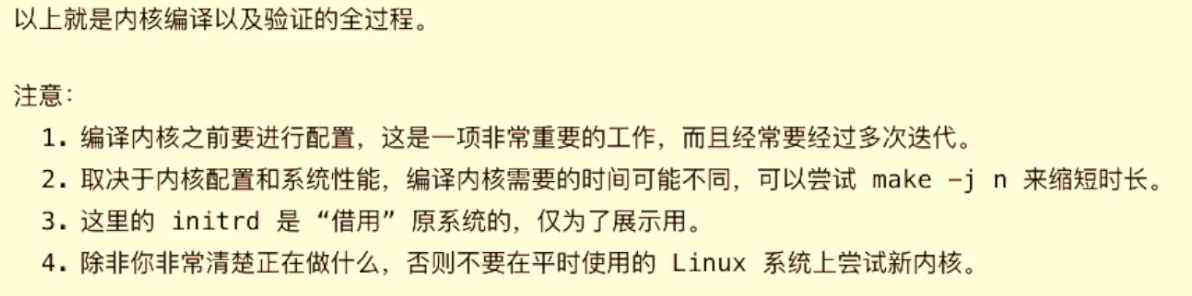 以上就是内核编译以及验证的全过程。
注意：
1. 编译内核之前要进行配置，这是一项非常重要的工作，而且经常要经过多次迭代。
2. 取决于内核配置和系统性能，编译内核需要的时间可能不同，可以尝试 make -j n 来缩短时长。
3. 这里的 initrd 是 “借用” 原系统的，仅为了展示用。
4. 除非你非常清楚正在做什么，否则不要在平时使用的 Linux 系统上尝试新内核。